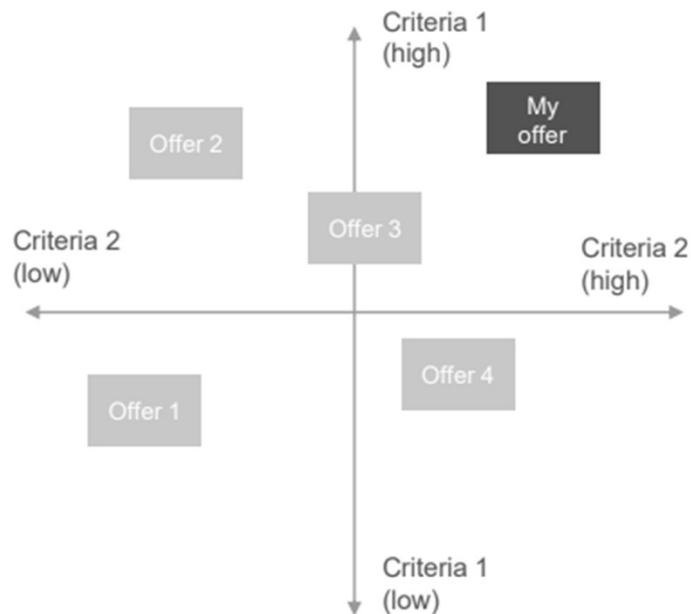 Criteria 1
(high)
My
offer
Offer 2
Offer 3
Criteria 2
(low)
Criteria 2
(high)
Offer 4
Offer 1
Criteria 1
(low)